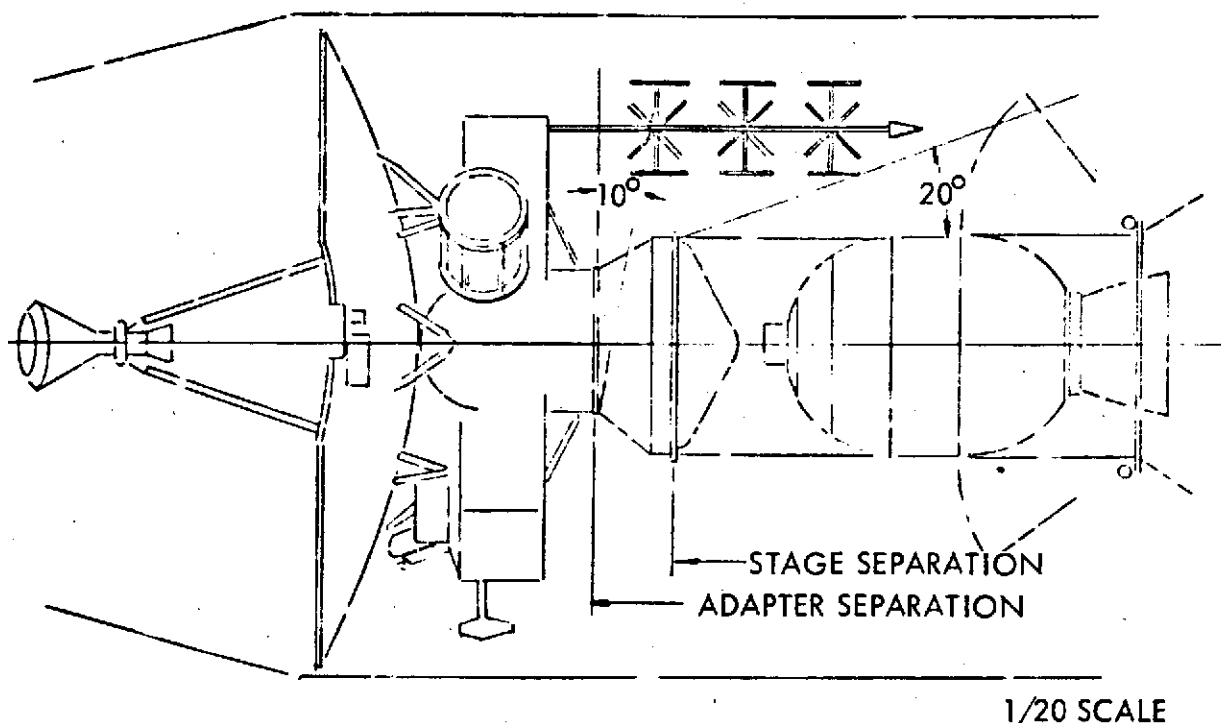 10°
20°
STAGE SEPARATION
ADAPTER SEPARATION
1/20 SCALE